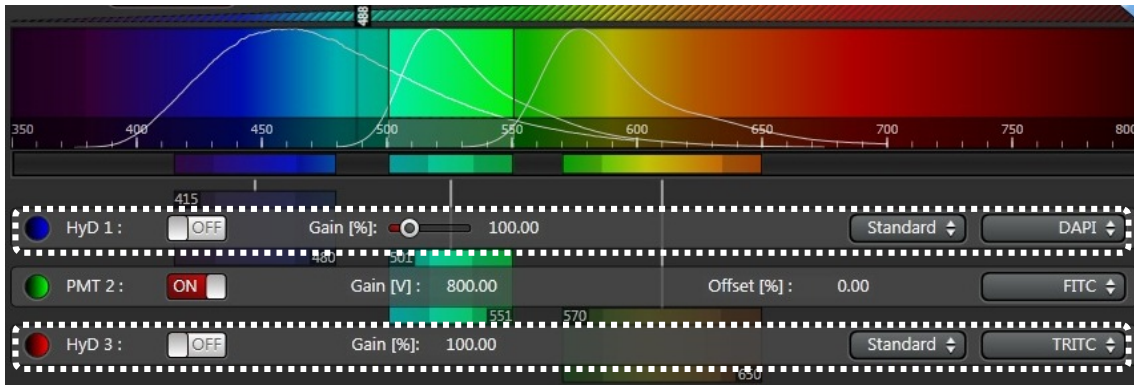 488
350 400 450 500 550 600 650 700 750 800
415
HyD 1 : OFF Gain [%]: 100.00 Standard DAPI
480 501
PMT 2 : ON Gain [V] : 800.00 Offset [%] : 0.00 FITC
551 570
HyD 3 : OFF Gain [%]: 100.00 Standard TRITC
650